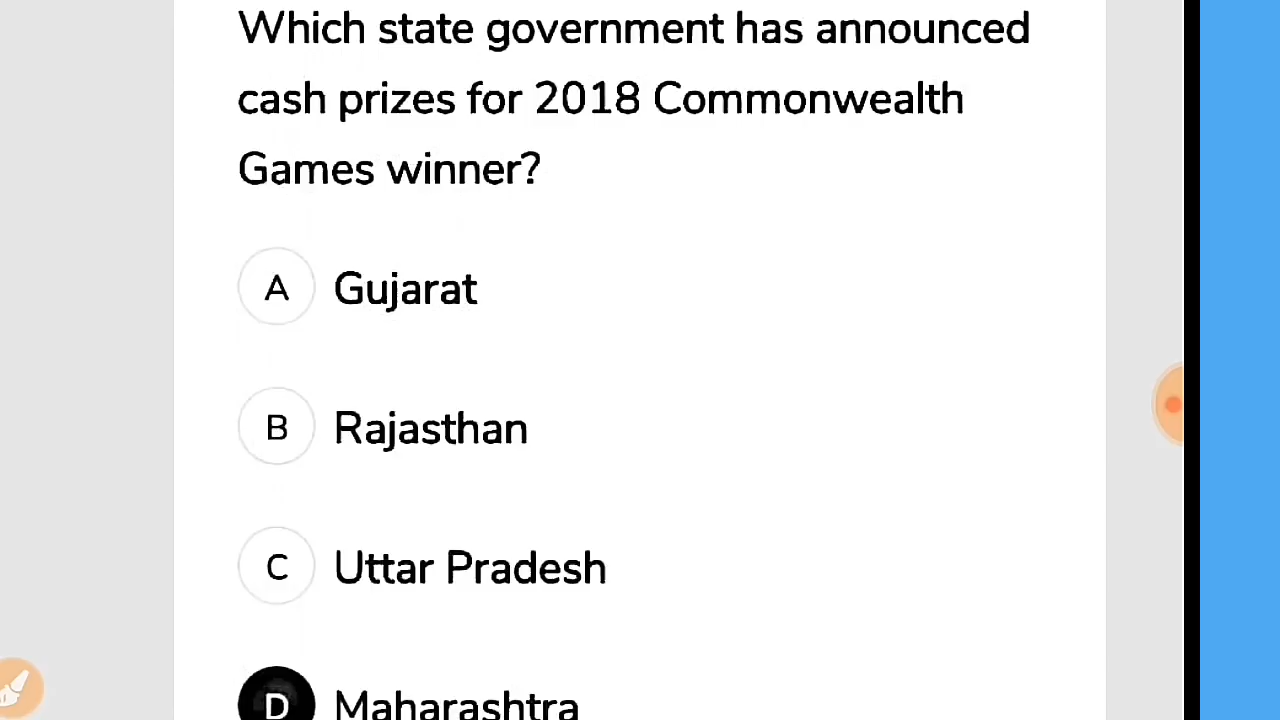 Which state government has announced
cash prizes for 2018 Commonwealth
Games winner?
A Gujarat
B Rajasthan
C Uttar Pradesh
D Maharashtra